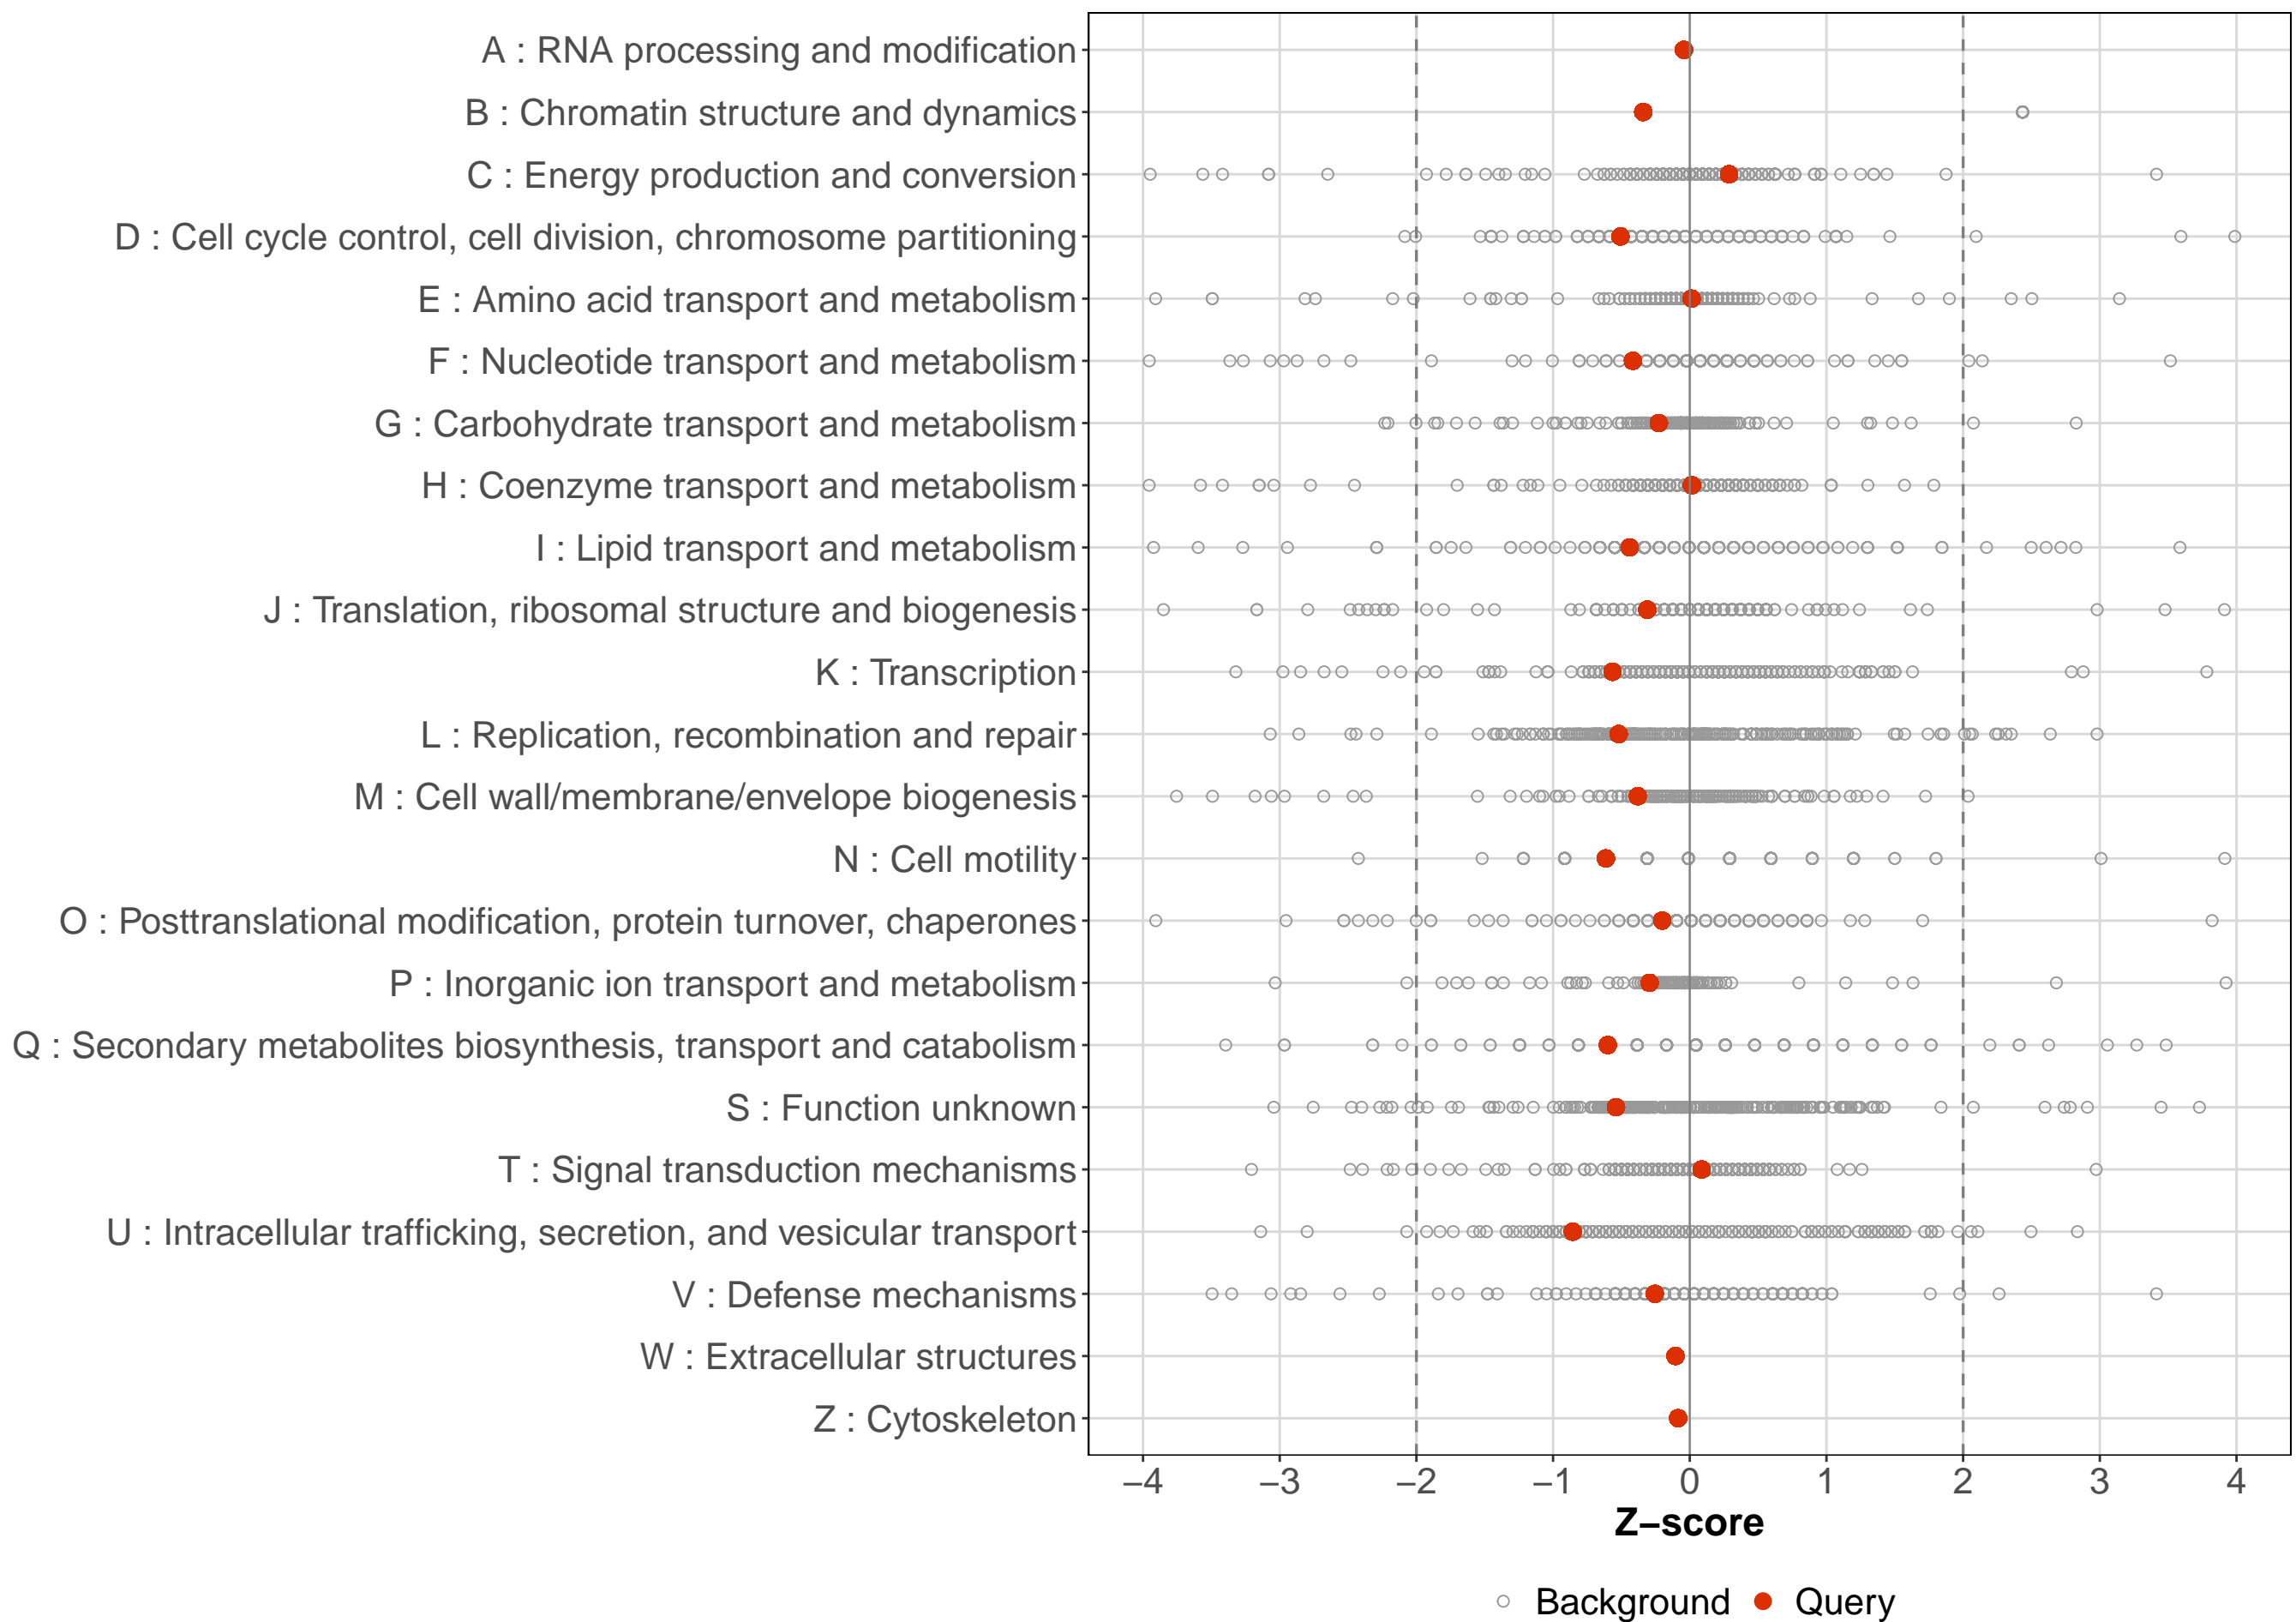 A : RNA processing and modification
B : Chromatin structure and dynamics
C : Energy production and conversion
D : Cell cycle control, cell division, chromosome partitioning
E : Amino acid transport and metabolism
F : Nucleotide transport and metabolism
G : Carbohydrate transport and metabolism
H : Coenzyme transport and metabolism
I : Lipid transport and metabolism
J : Translation, ribosomal structure and biogenesis
K : Transcription
L : Replication, recombination and repair
M : Cell wall/membrane/envelope biogenesis
N : Cell motility
O : Posttranslational modification, protein turnover, chaperones
P : Inorganic ion transport and metabolism
Q : Secondary metabolites biosynthesis, transport and catabolism
S : Function unknown
T : Signal transduction mechanisms
U : Intracellular trafficking, secretion, and vesicular transport
V : Defense mechanisms
W : Extracellular structures
Z : Cytoskeleton
−4 −3 −2 −1 0 1 2 3 4
Z−score
Background Query